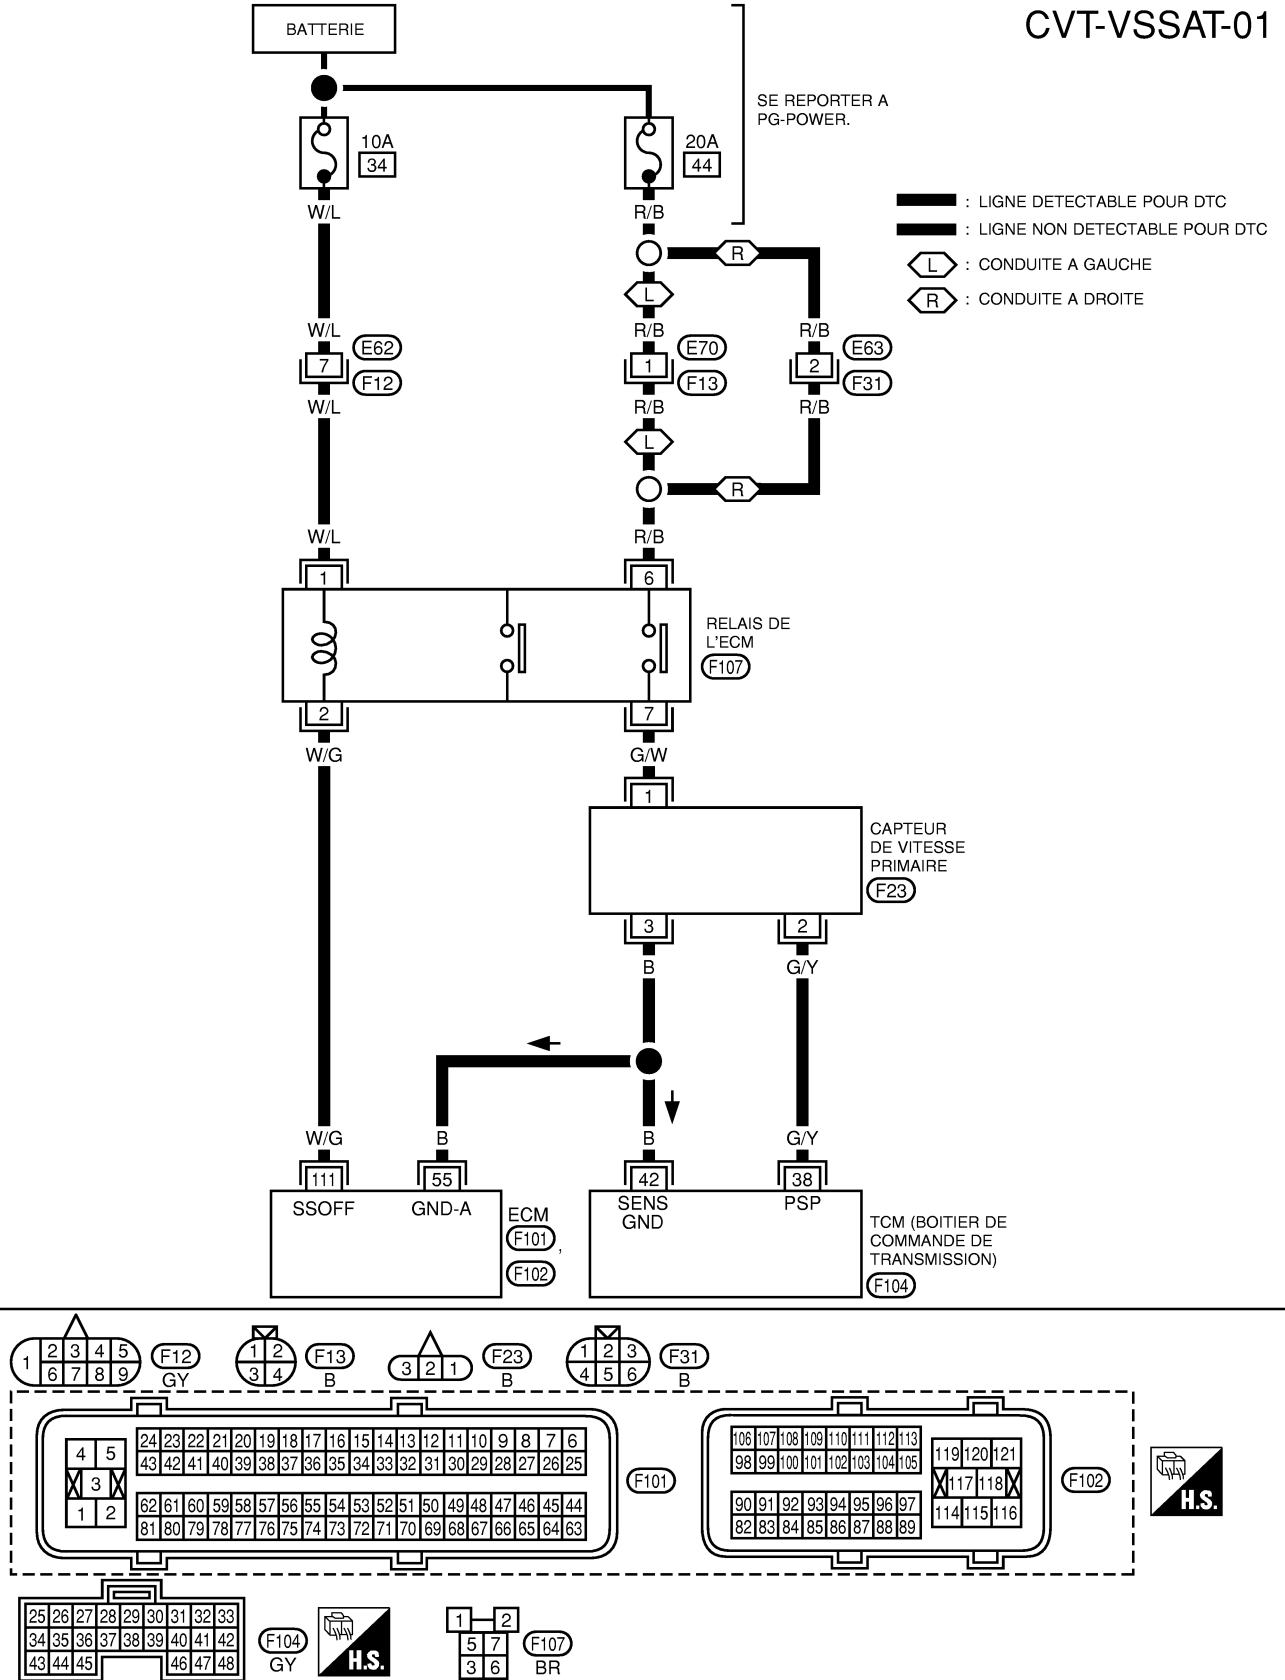 CVT-VSSAT-01
BATTERIE
SE REPORTER A
PG-POWER.
10A
34
20A
44
: LIGNE DETECTABLE POUR DTC
: LIGNE NON DETECTABLE POUR DTC
L : CONDUITE A GAUCHE
R : CONDUITE A DROITE
W/L R/B
R
L
W/L R/B R/B
7 E62 F12
1 E70 F13
2 E63 F31
W/L R/B R/B
L
R
W/L R/B
1 6
RELAIS DE
L'ECM
F107
2 7
W/G G/W
1
CAPTEUR
DE VITESSE
PRIMAIRE
F23
3 2
B G/Y
W/G B B G/Y
111 55 42 38
SSOFF GND-A
SENS
GND
PSP
ECM
F101 ,
F102
TCM (BOITIER DE
COMMANDE DE
TRANSMISSION)
F104
1 2 3 4 5
6 7 8 9
F12
GY
1 2
3 4
F13
B
3 2 1
F23
B
1 2 3
4 5 6
F31
B
4 5
3
1 2
24 23 22 21 20 19 18 17 16 15 14 13 12 11 10 9 8 7 6
43 42 41 40 39 38 37 36 35 34 33 32 31 30 29 28 27 26 25
62 61 60 59 58 57 56 55 54 53 52 51 50 49 48 47 46 45 44
81 80 79 78 77 76 75 74 73 72 71 70 69 68 67 66 65 64 63
F101
106 107 108 109 110 111 112 113
98 99 100 101 102 103 104 105
90 91 92 93 94 95 96 97
82 83 84 85 86 87 88 89
119 120 121
117 118
114 115 116
F102
H.S.
25 26 27 28 29 30 31 32 33
34 35 36 37 38 39 40 41 42
43 44 45 46 47 48
F104
GY
H.S.
1 2
5 7
3 6
F107
BR